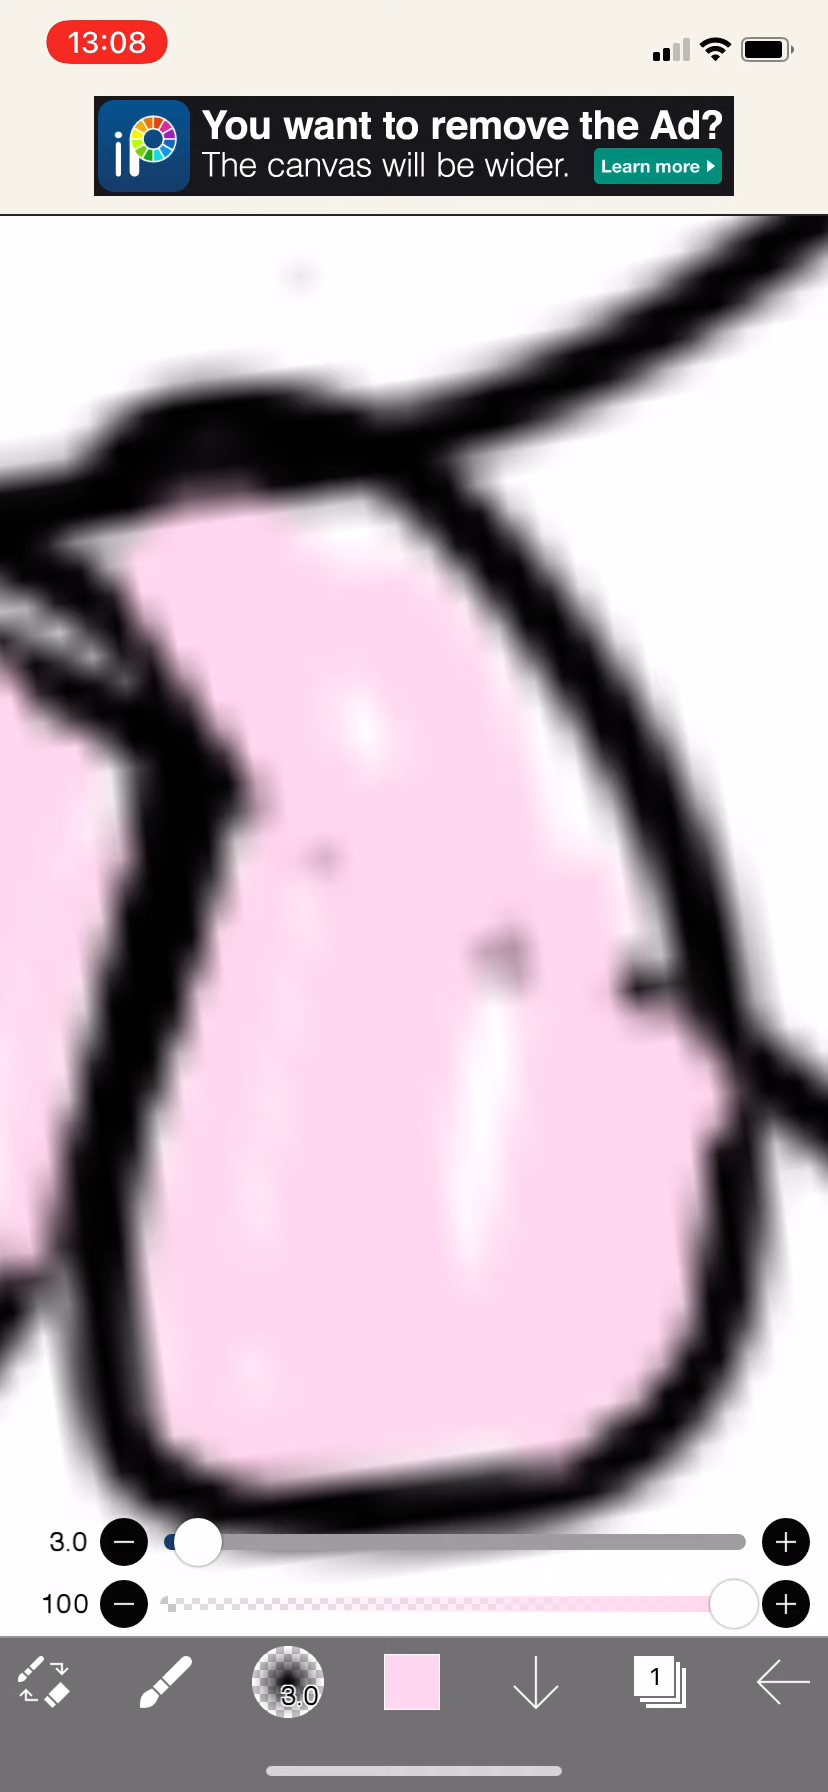 13:08
iP
You want to remove the Ad?
The canvas will be wider.
Learn more
3.0
100
3.0
1